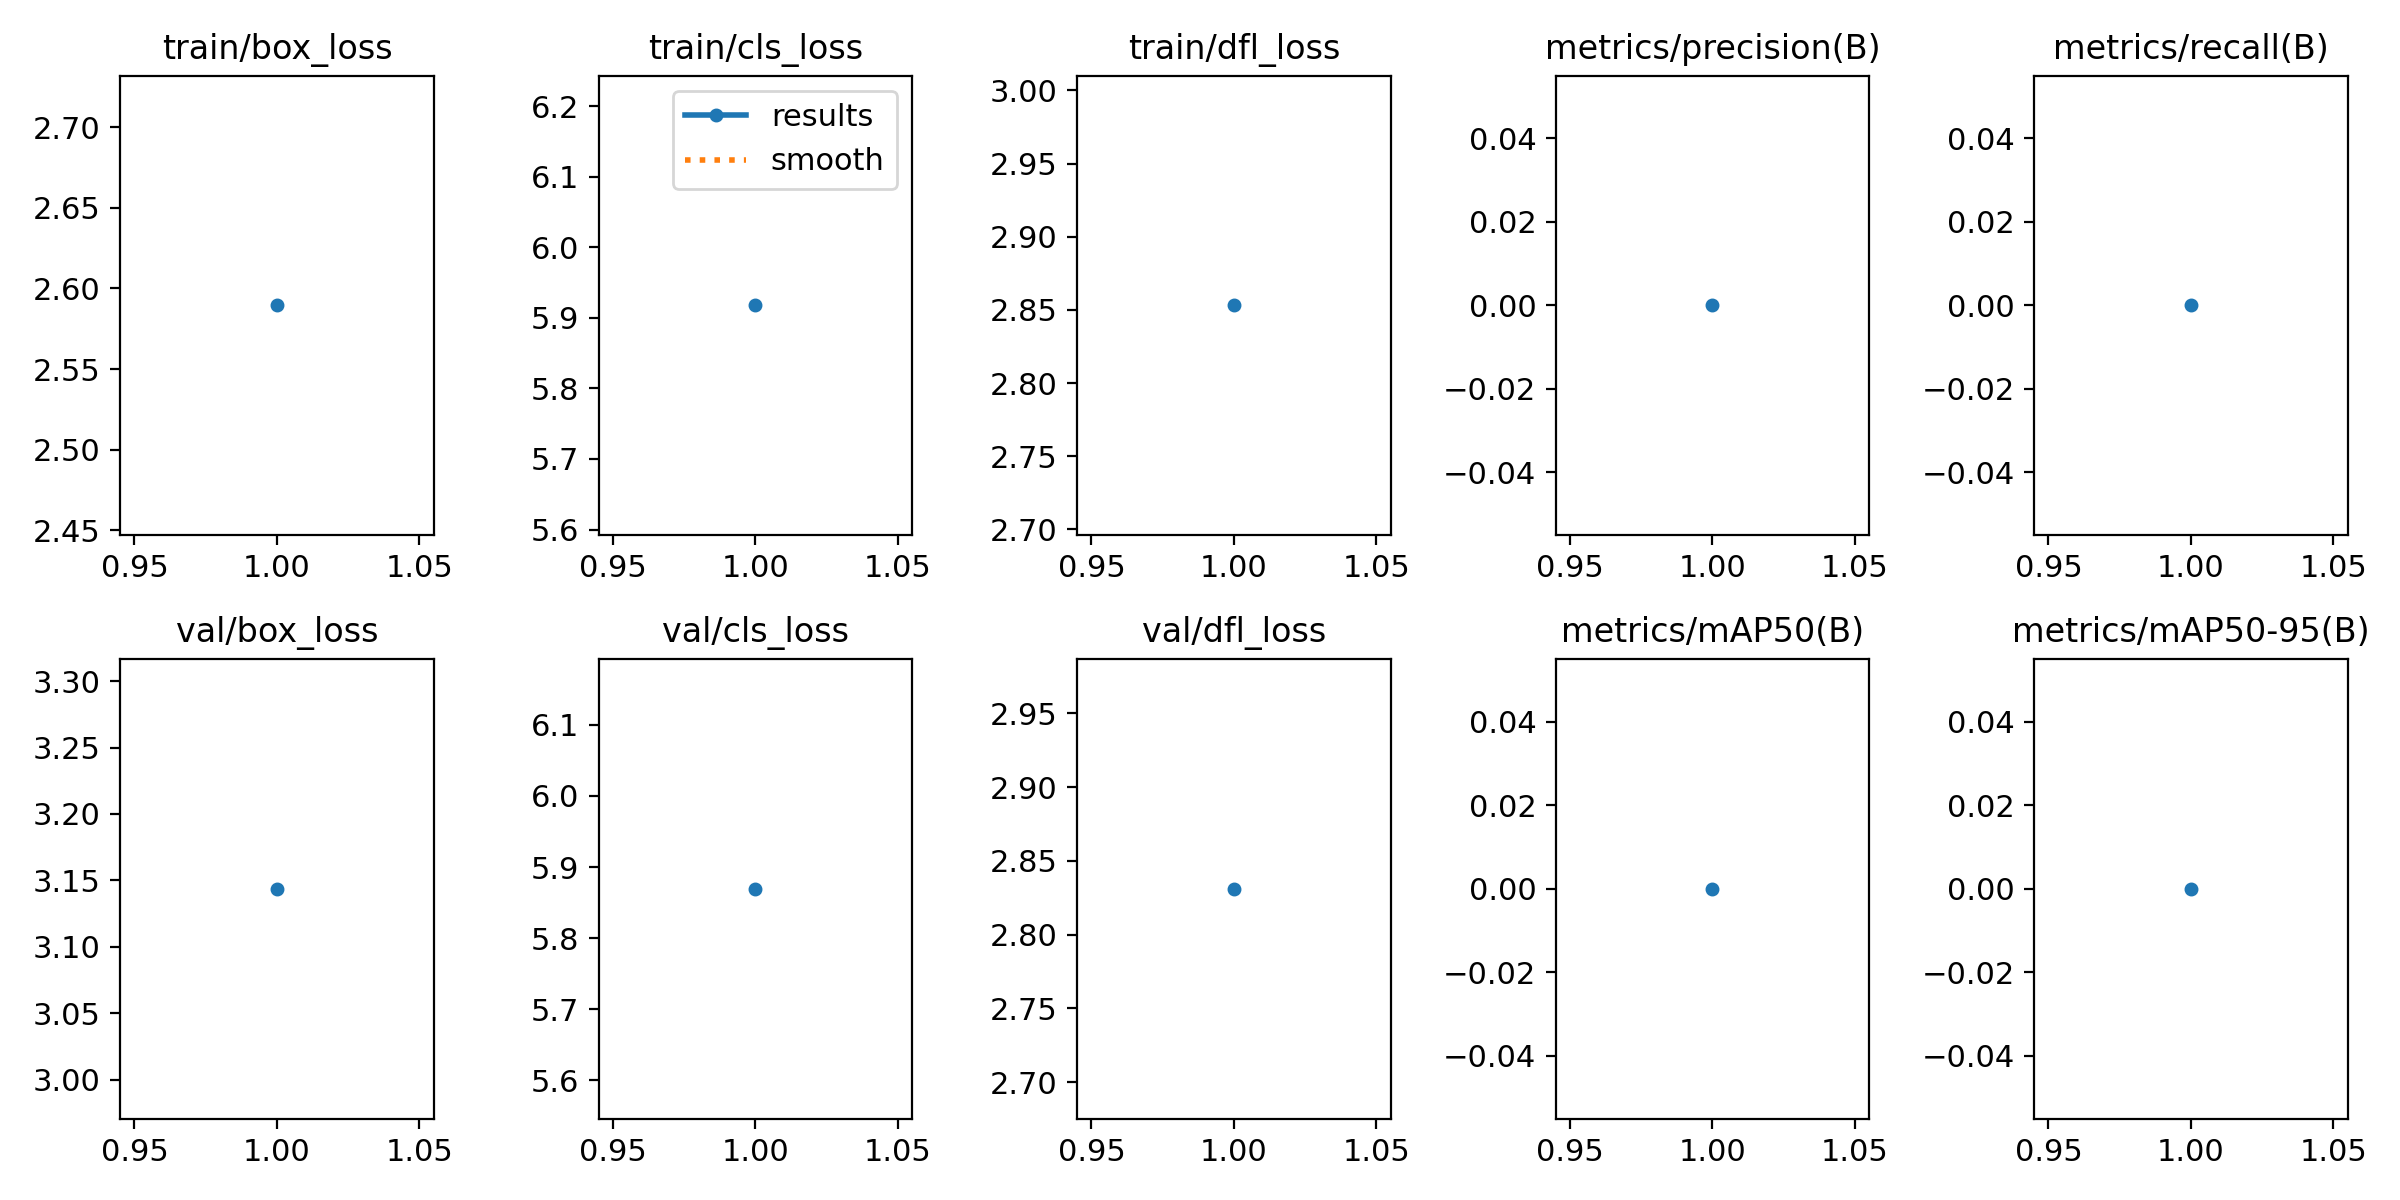 train/box_loss
train/cls_loss
train/dfl_loss
metrics/precision(B)
metrics/recall(B)
2.70
2.65
2.60
2.55
2.50
2.45
0.95 1.00 1.05
6.2
6.1
6.0
5.9
5.8
5.7
5.6
results
smooth
0.95 1.00 1.05
3.00
2.95
2.90
2.85
2.80
2.75
2.70
0.95 1.00 1.05
0.04
0.02
0.00
−0.02
−0.04
0.95 1.00 1.05
0.04
0.02
0.00
−0.02
−0.04
0.95 1.00 1.05
val/box_loss
val/cls_loss
val/dfl_loss
metrics/mAP50(B)
metrics/mAP50-95(B)
3.30
3.25
3.20
3.15
3.10
3.05
3.00
0.95 1.00 1.05
6.1
6.0
5.9
5.8
5.7
5.6
0.95 1.00 1.05
2.95
2.90
2.85
2.80
2.75
2.70
0.95 1.00 1.05
0.04
0.02
0.00
−0.02
−0.04
0.95 1.00 1.05
0.04
0.02
0.00
−0.02
−0.04
0.95 1.00 1.05